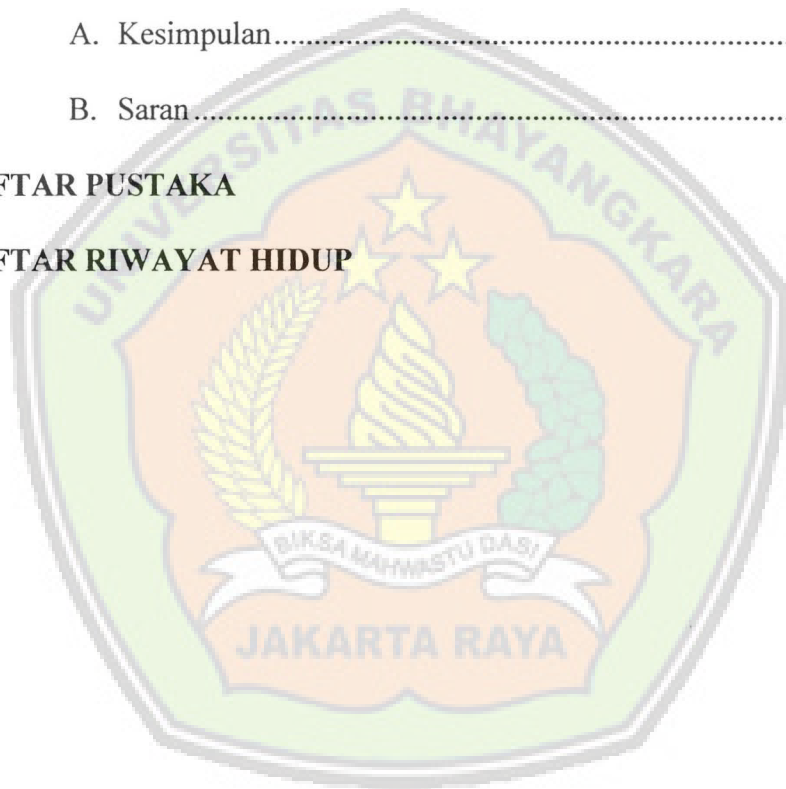 A. Kesimpulan.......................................................................
B. Saran...................................................................................
FTAR PUSTAKA
FTAR RIWAYAT HIDUP
UNIVERSITAS BHAYANGKARA
BIKSA MAHWASTU DASI
JAKARTA RAYA